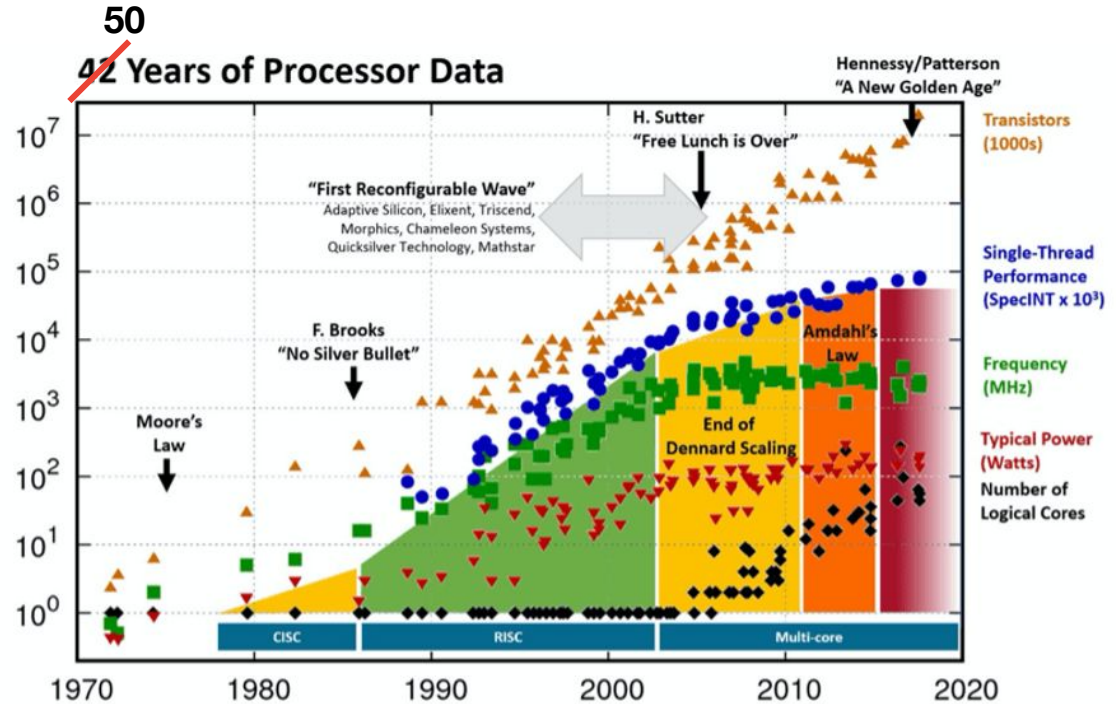 50
42 Years of Processor Data
Hennessy/Patterson
“A New Golden Age”
H. Sutter
“Free Lunch is Over”
Transistors
(1000s)
“First Reconfigurable Wave”
Adaptive Silicon, Elixent, Triscend,
Morphics, Chameleon Systems,
Quicksilver Technology, Mathstar
Single-Thread
Performance
(SpecINT x 10³)
F. Brooks
“No Silver Bullet”
Amdahl’s
Law
Frequency
(MHz)
Moore’s
Law
End of
Dennard Scaling
Typical Power
(Watts)
Number of
Logical Cores
10⁷
10⁶
10⁵
10⁴
10³
10²
10¹
10⁰
CISC
RISC
Multi-core
1970
1980
1990
2000
2010
2020